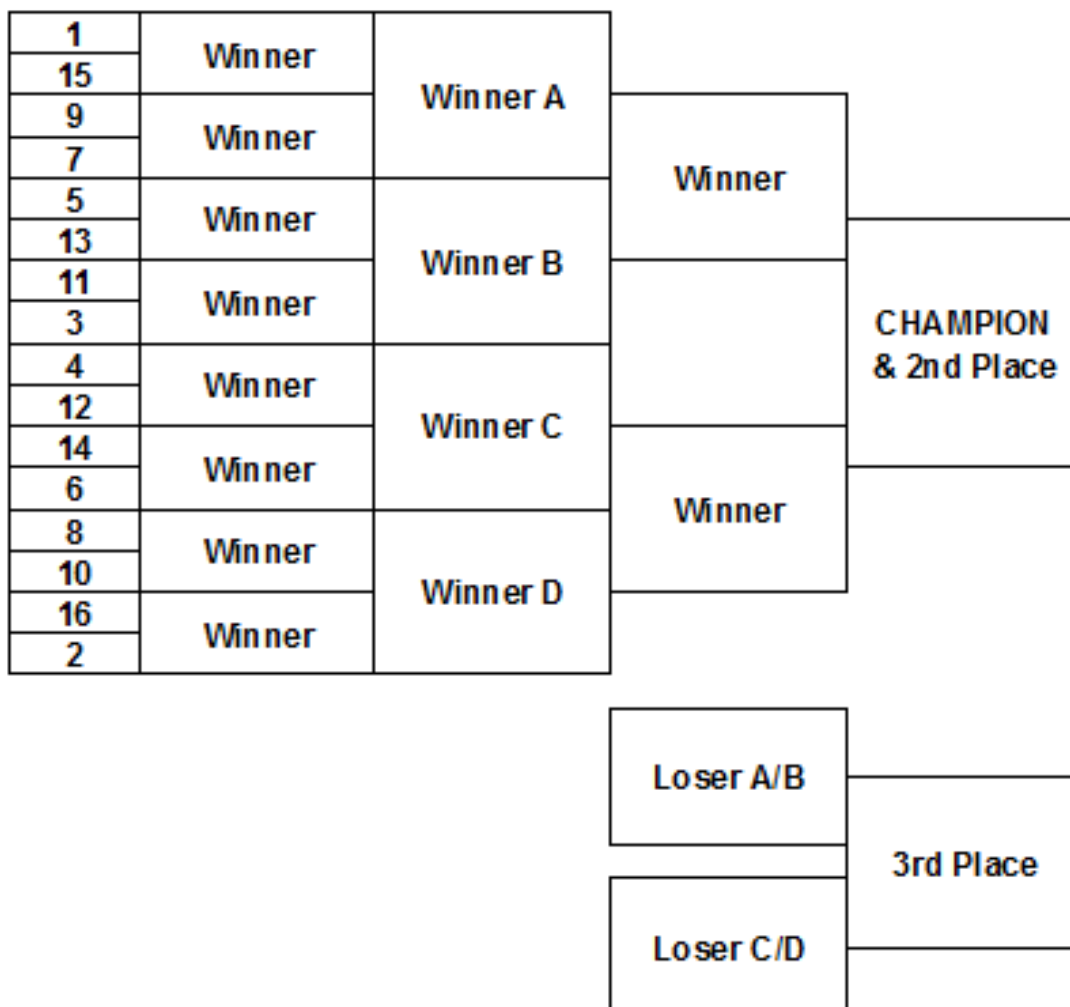 1
15
9
7
5
13
11
3
4
12
14
6
8
10
16
2
Winner
Winner
Winner
Winner
Winner
Winner
Winner
Winner
Winner A
Winner B
Winner C
Winner D
Winner
Winner
CHAMPION
& 2nd Place
Loser A/B
Loser C/D
3rd Place